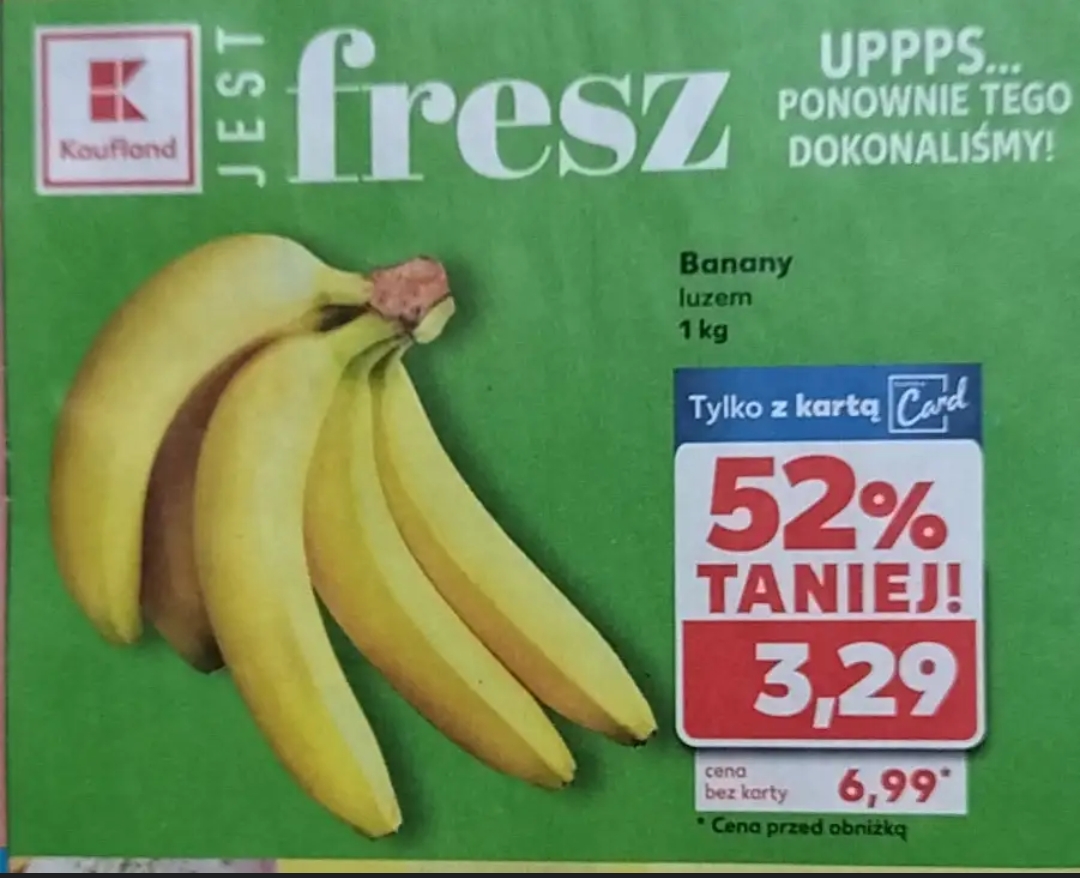 Kaufland
JEST
fresz
UPPPS...
PONOWNIE TEGO
DOKONALIŚMY!
Banany
luzem
1 kg
Tylko z kartą Card
52%
TANIEJ!
3,29
cena
bez karty
6,99*
* Cena przed obniżką